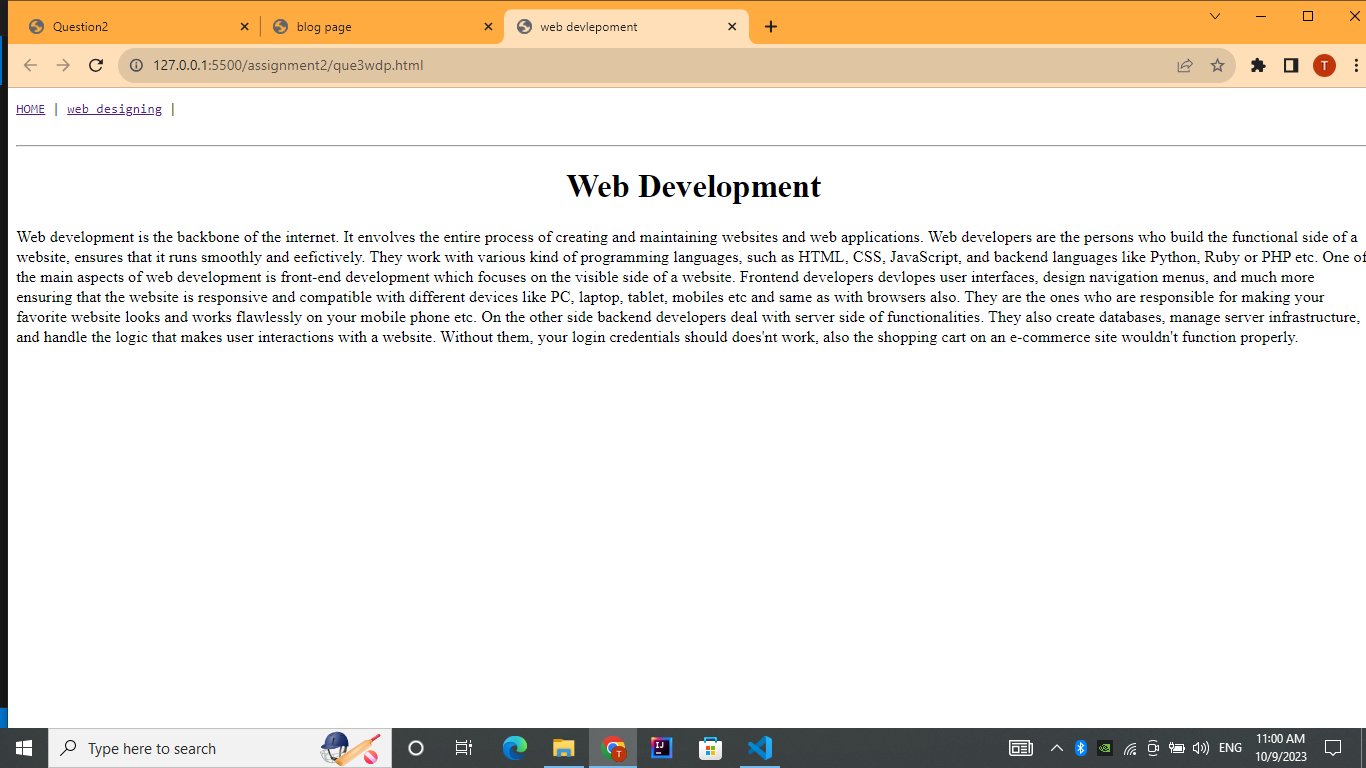 Question2
blog page
web devlepoment
127.0.0.1:5500/assignment2/que3wdp.html
T
HOME | web designing |
Web Development
Web development is the backbone of the internet. It envolves the entire process of creating and maintaining websites and web applications. Web developers are the persons who build the functional side of a
website, ensures that it runs smoothly and eefictively. They work with various kind of programming languages, such as HTML, CSS, JavaScript, and backend languages like Python, Ruby or PHP etc. One of
the main aspects of web development is front-end development which focuses on the visible side of a website. Frontend developers devlopes user interfaces, design navigation menus, and much more
ensuring that the website is responsive and compatible with different devices like PC, laptop, tablet, mobiles etc and same as with browsers also. They are the ones who are responsible for making your
favorite website looks and works flawlessly on your mobile phone etc. On the other side backend developers deal with server side of functionalities. They also create databases, manage server infrastructure,
and handle the logic that makes user interactions with a website. Without them, your login credentials should does'nt work, also the shopping cart on an e-commerce site wouldn't function properly.
Type here to search
T
IJ
ENG
11:00 AM
10/9/2023